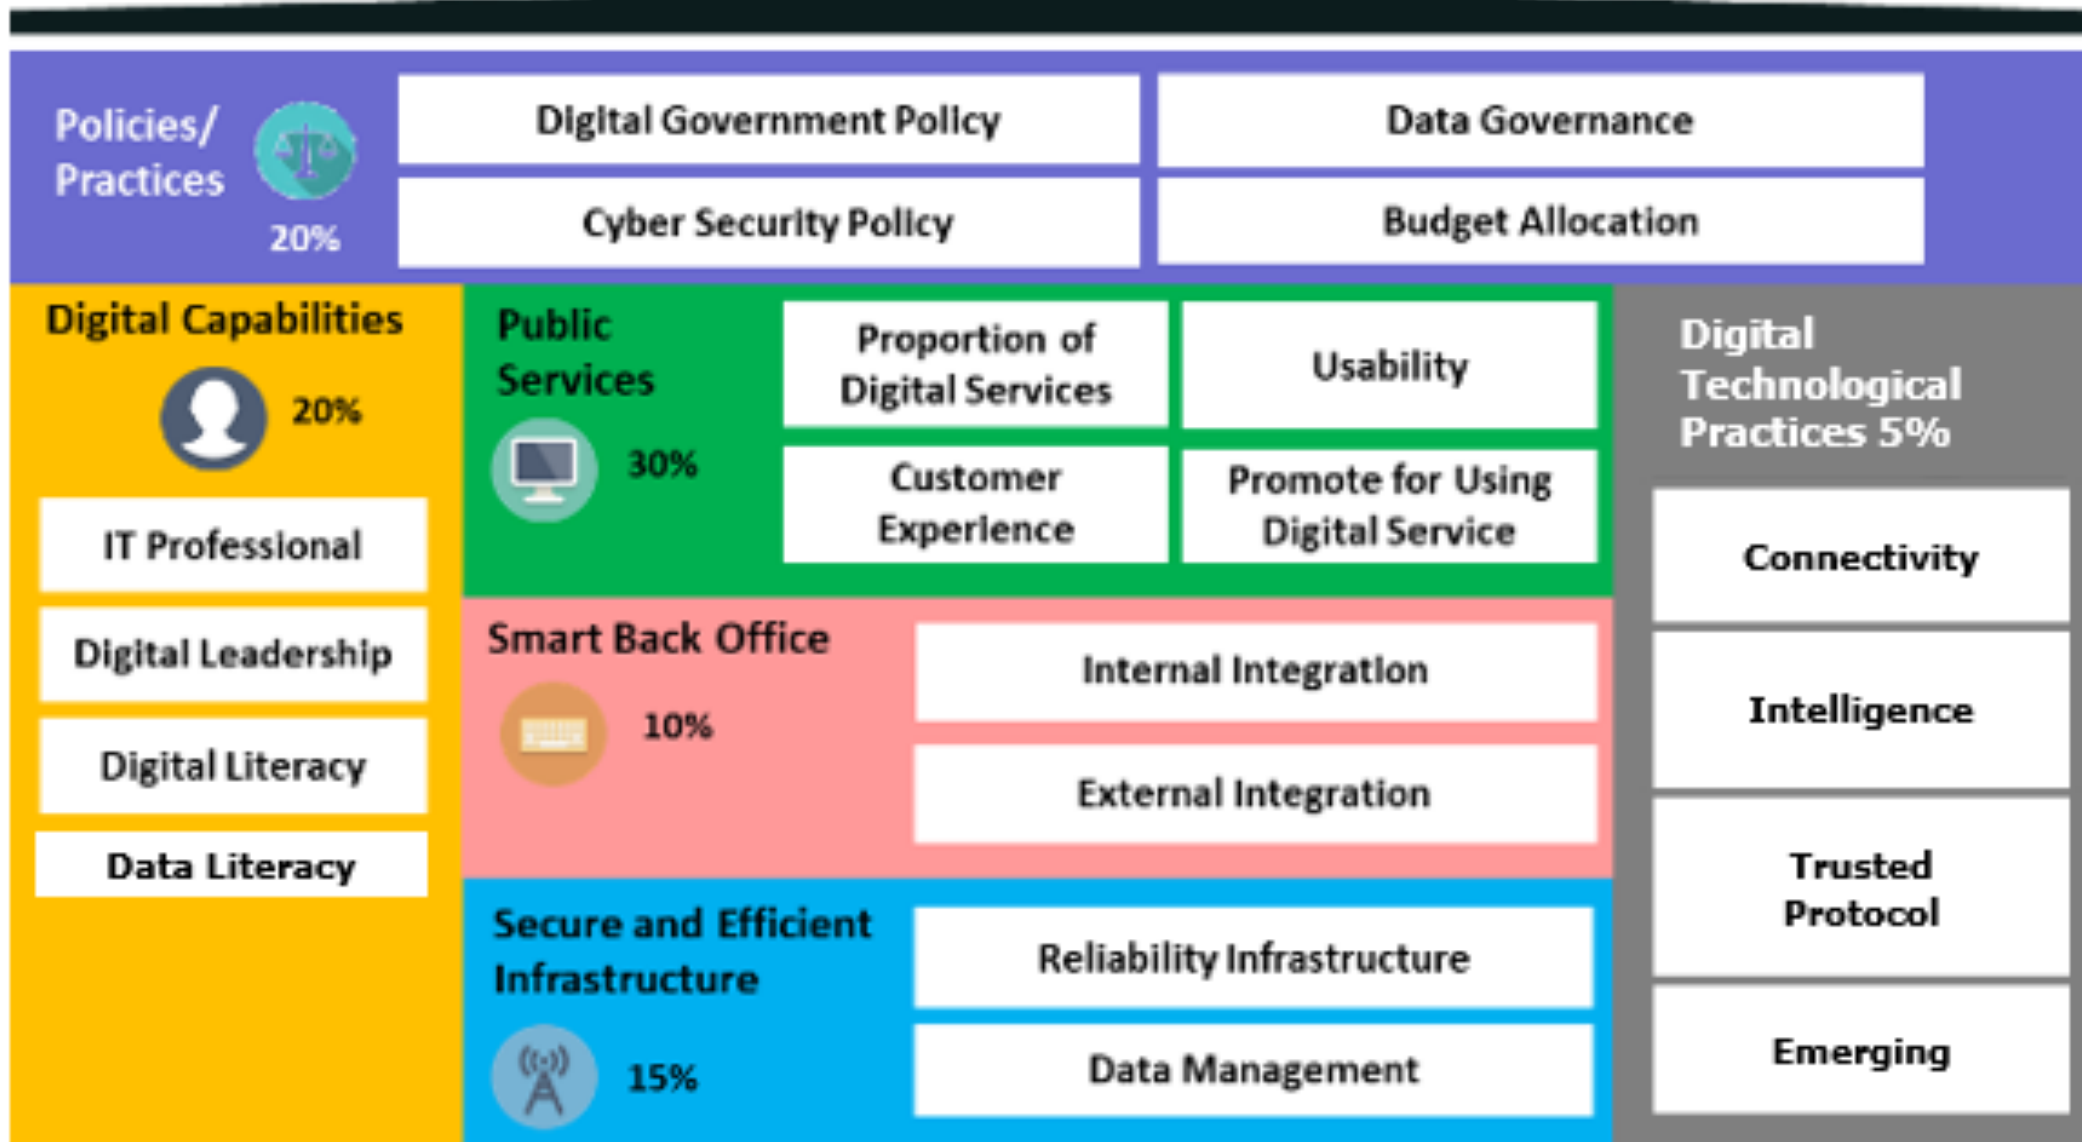 Policies/
Practices
20%
Digital Government Policy
Data Governance
Cyber Security Policy
Budget Allocation
Digital Capabilities
20%
IT Professional
Digital Leadership
Digital Literacy
Data Literacy
Public
Services
30%
Proportion of
Digital Services
Usability
Customer
Experience
Promote for Using
Digital Service
Smart Back Office
10%
Internal Integration
External Integration
Secure and Efficient
Infrastructure
15%
Reliability Infrastructure
Data Management
Digital
Technological
Practices 5%
Connectivity
Intelligence
Trusted
Protocol
Emerging